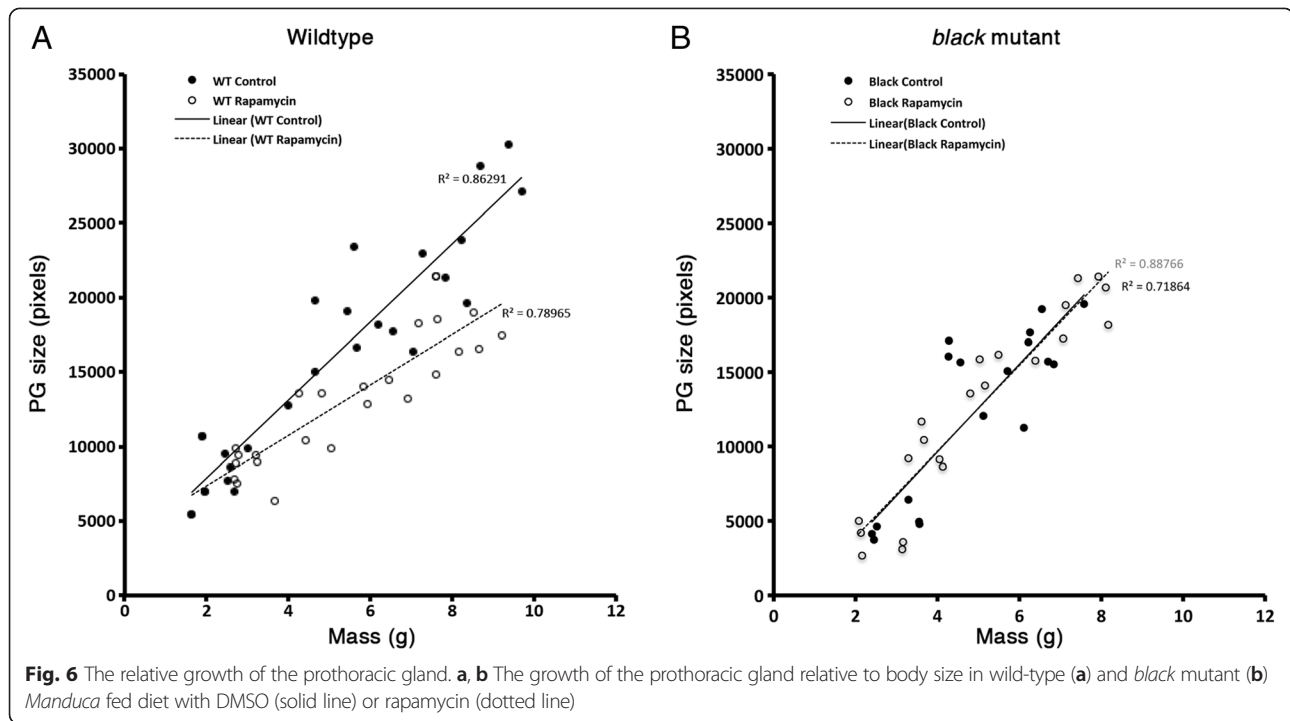 A
Wildtype
WT Control
WT Rapamycin
Linear (WT Control)
Linear (WT Rapamycin)
35000
30000
25000
20000
15000
10000
5000
0
PG size (pixels)
R² = 0.86291
R² = 0.78965
0 2 4 6 8 10 12
Mass (g)
B
black mutant
Black Control
Black Rapamycin
Linear(Black Control)
Linear(Black Rapamycin)
35000
30000
25000
20000
15000
10000
5000
0
PG size (pixels)
R² = 0.88766
R² = 0.71864
0 2 4 6 8 10 12
Mass (g)
Fig. 6 The relative growth of the prothoracic gland. a, b The growth of the prothoracic gland relative to body size in wild-type (a) and black mutant (b)
Manduca fed diet with DMSO (solid line) or rapamycin (dotted line)